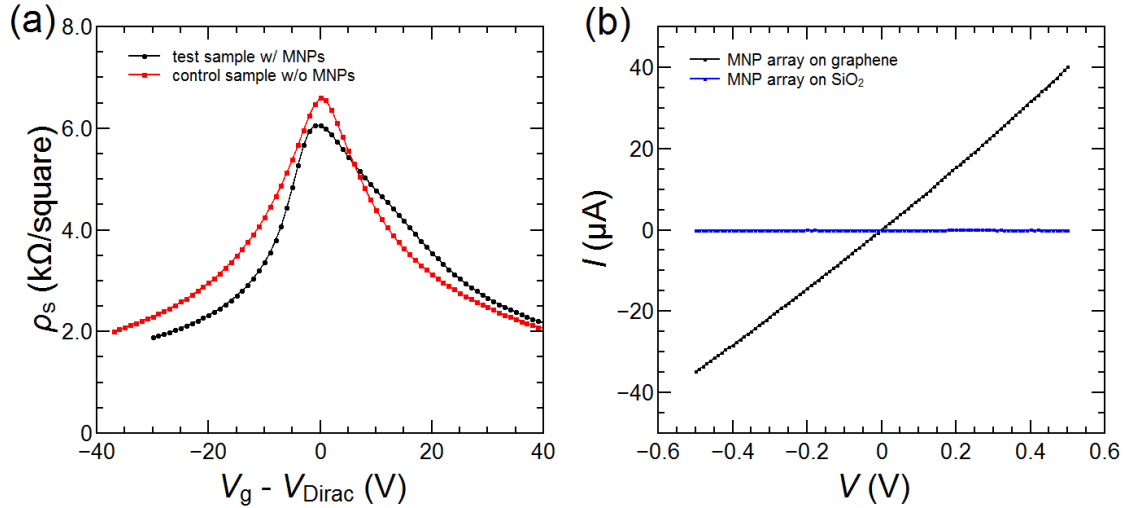 (a)
8.0
6.0
4.0
2.0
0
ρs (kΩ/square)
test sample w/ MNPs
control sample w/o MNPs
−40
−20
0
20
40
Vg - VDirac (V)
(b)
40
20
0
−20
−40
I (μA)
MNP array on graphene
MNP array on SiO2
−0.6
−0.4
−0.2
0
0.2
0.4
0.6
V (V)